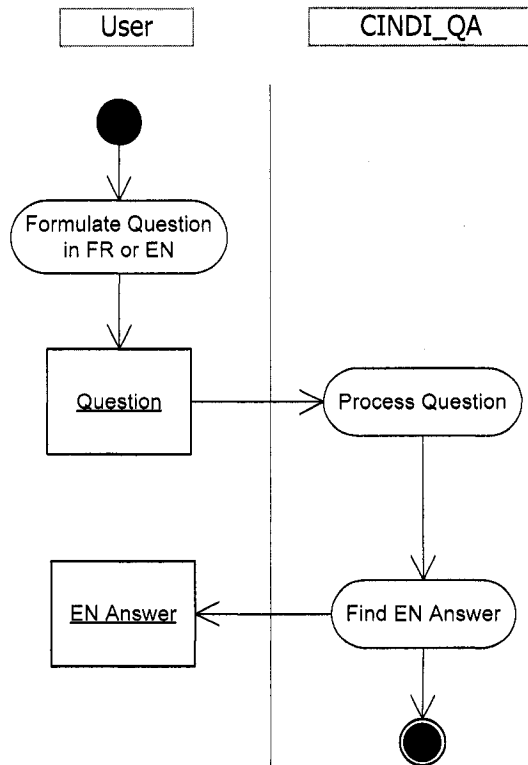 User
CINDI_QA
Formulate Question
in FR or EN
Question
Process Question
EN Answer
Find EN Answer